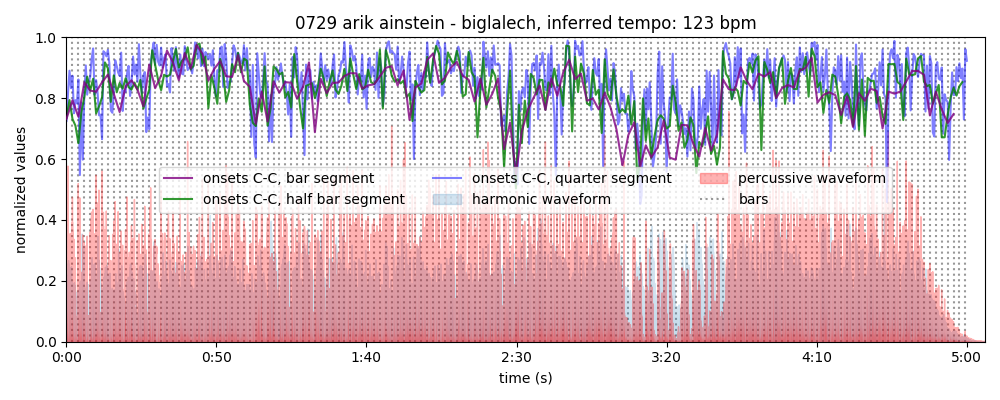 0729 arik ainstein - biglalech, inferred tempo: 123 bpm
normalized values
1.0
0.8
0.6
0.4
0.2
0.0
onsets C-C, bar segment
onsets C-C, half bar segment
onsets C-C, quarter segment
harmonic waveform
percussive waveform
bars
0:00 0:50 1:40 2:30 3:20 4:10 5:00
time (s)